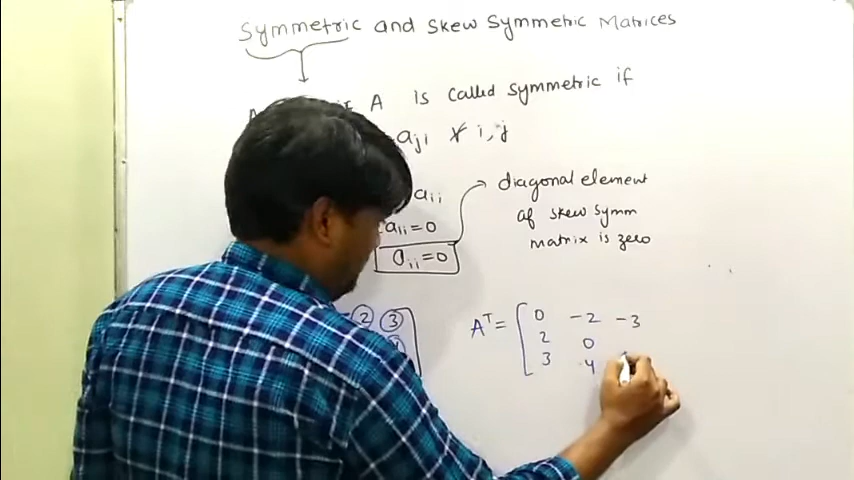 Symmetric and Skew Symmetric Matrices
A is called symmetric if
aji ∀ i, j
aii
aii = 0
aii = 0
diagonal element
of skew symm
matrix is zero
2 3
Aᵀ = [ 0 -2 -3
2 0
3 4